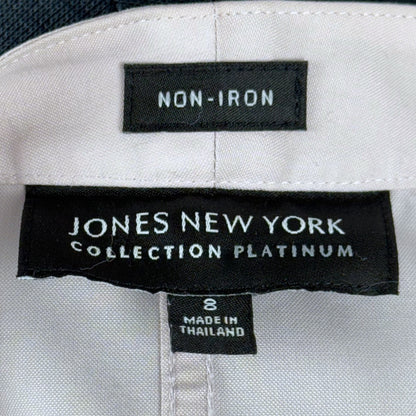 NON-IRON
JONES NEW YORK
COLLECTION PLATINUM
8
MADE IN
THAILAND